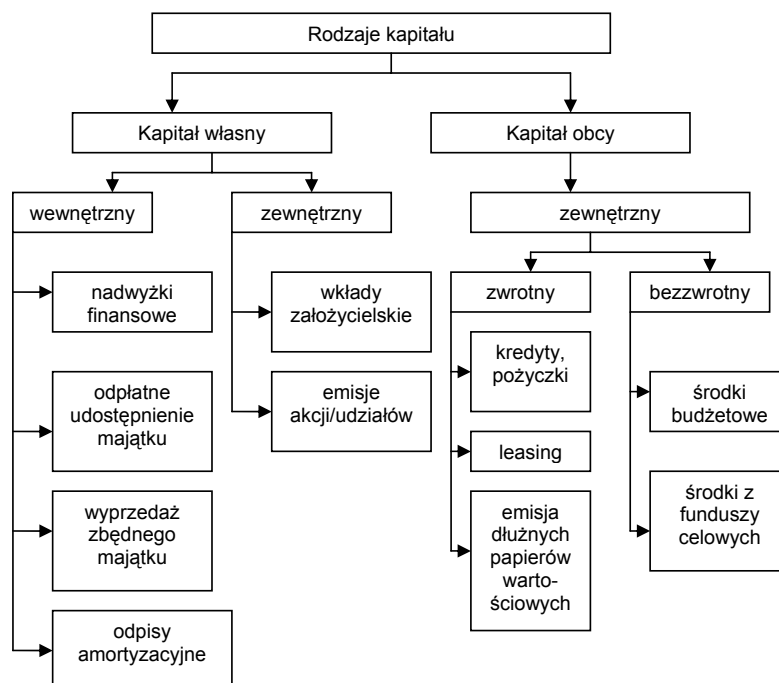 Rodzaje kapitału
Kapitał własny
Kapitał obcy
wewnętrzny
zewnętrzny
zewnętrzny
nadwyżki
finansowe
odpłatne
udostępnienie
majątku
wyprzedaż
zbędnego
majątku
odpisy
amortyzacyjne
wkłady
założycielskie
emisje
akcji/udziałów
zwrotny
bezzwrotny
kredyty,
pożyczki
leasing
emisja
dłużnych
papierów
warto-
ściowych
środki
budżetowe
środki z
funduszy
celowych